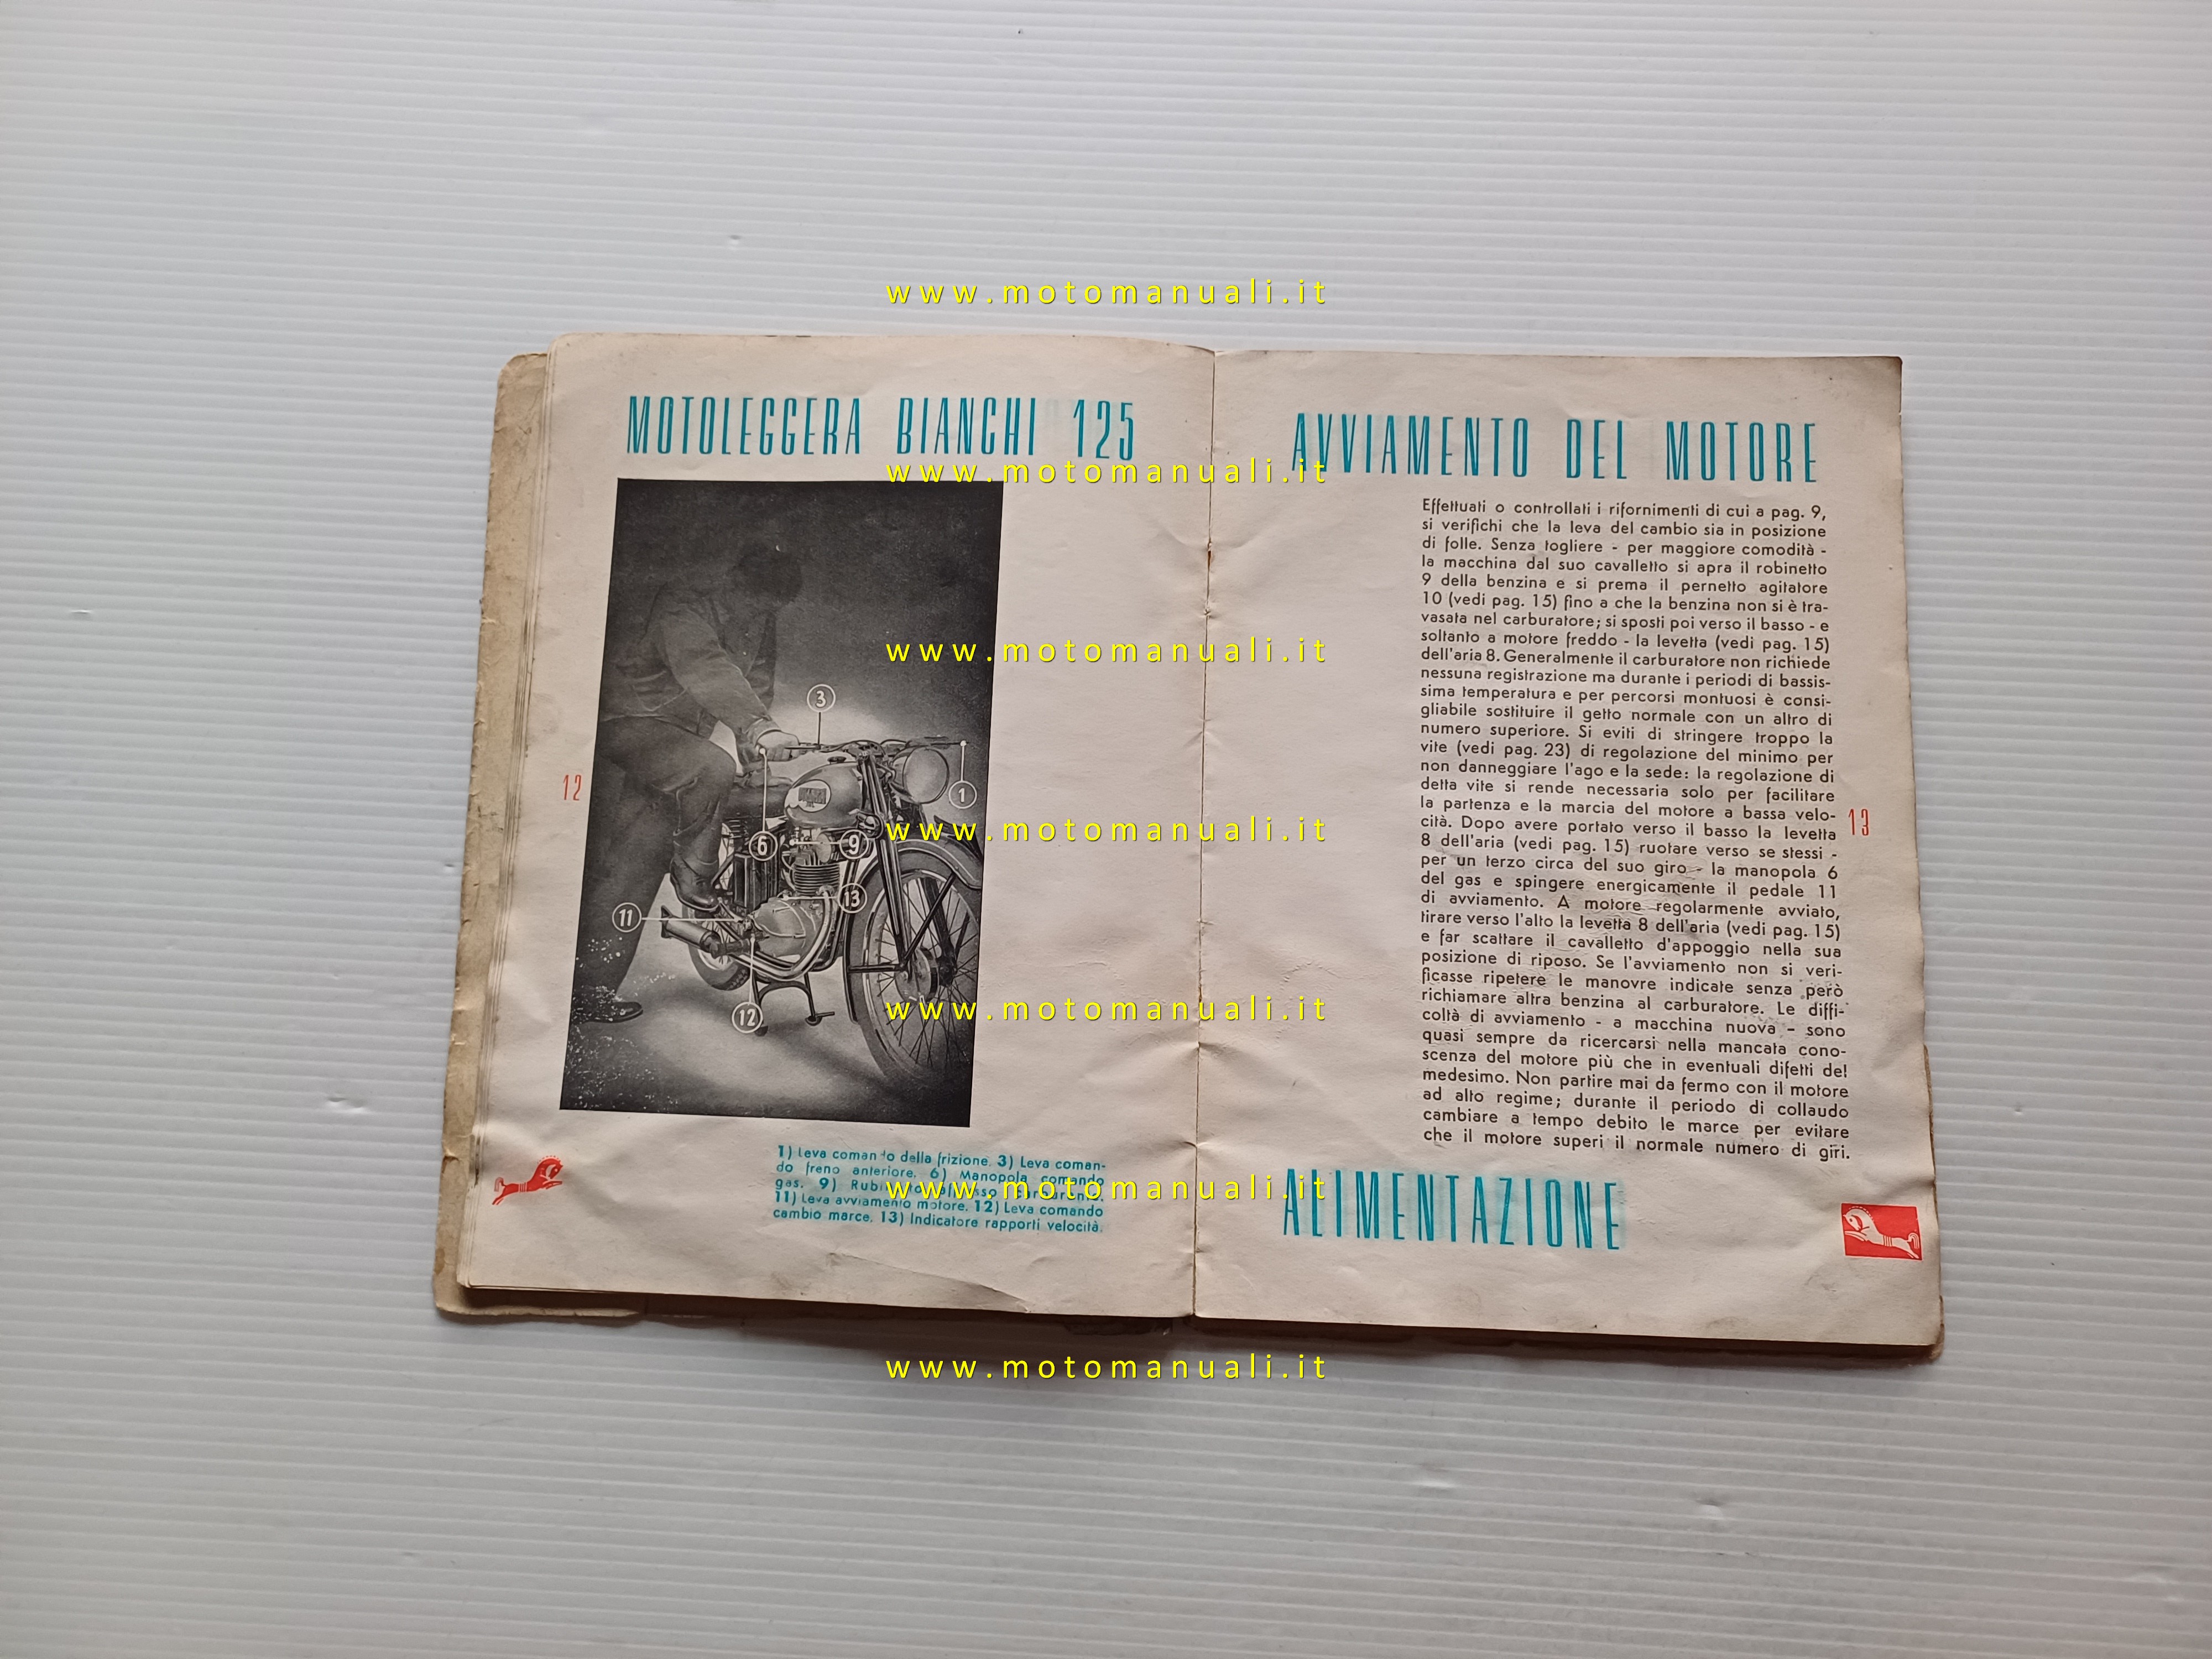 www.motomanuali.it
MOTOLEGGERA BIANCHI 125
www.motomanuali.it
www.motomanuali.it
3
1
6
9
www.motomanuali.it
13
11
12
www.motomanuali.it
12
1) Leva comando della frizione. 3) Leva coman-
do freno anteriore. 6) Manopola comando
gas. 9)
11) Leva avviamento motore. 12) Leva comando
cambio marce. 13) Indicatore rapporti velocità.
www.motomanuali.it
AVVIAMENTO DEL MOTORE
Effettuati o controllati i rifornimenti di cui a pag. 9,
si verifichi che la leva del cambio sia in posizione
di folle. Senza togliere - per maggiore comodità -
la macchina dal suo cavalletto si apra il robinetto
9 della benzina e si prema il pernetto agitatore
10 (vedi pag. 15) fino a che la benzina non si è tra-
vasata nel carburatore; si sposti poi verso il basso - e
soltanto a motore freddo - la levetta (vedi pag. 15)
dell'aria 8. Generalmente il carburatore non richiede
nessuna registrazione ma durante i periodi di bassis-
sima temperatura e per percorsi montuosi è consi-
gliabile sostituire il getto normale con un altro di
numero superiore. Si eviti di stringere troppo la
vite (vedi pag. 23) di regolazione del minimo per
non danneggiare l'ago e la sede: la regolazione di
detta vite si rende necessaria solo per facilitare
la partenza e la marcia del motore a bassa velo-
cità. Dopo avere portato verso il basso la levetta
8 dell'aria (vedi pag. 15) ruotare verso se stessi -
per un terzo circa del suo giro - la manopola 6
del gas e spingere energicamente il pedale 11
di avviamento. A motore regolarmente avviato,
tirare verso l'alto la levetta 8 dell'aria (vedi pag. 15)
e far scattare il cavalletto d'appoggio nella sua
posizione di riposo. Se l'avviamento non si veri-
ficasse ripetere le manovre indicate senza però
richiamare altra benzina al carburatore. Le diffi-
coltà di avviamento - a macchina nuova - sono
quasi sempre da ricercarsi nella mancata cono-
scenza del motore più che in eventuali difetti del
medesimo. Non partire mai da fermo con il motore
ad alto regime; durante il periodo di collaudo
cambiare a tempo debito le marce per evitare
che il motore superi il normale numero di giri.
13
ALIMENTAZIONE
www.motomanuali.it